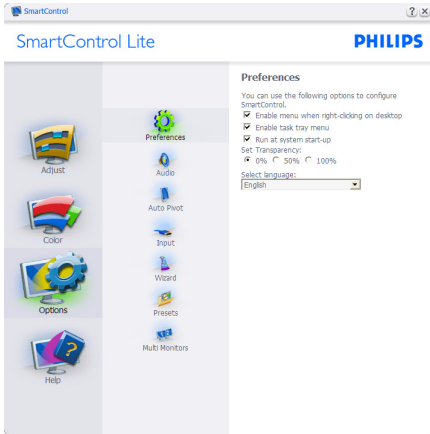 SmartControl
SmartControl Lite
PHILIPS
Adjust
Color
Options
Help
Preferences
Audio
Auto Pivot
Input
Wizard
Presets
Multi Monitors
Preferences
You can use the following options to configure
SmartControl.
Enable menu when right-clicking on desktop
Enable task tray menu
Run at system start-up
Set Transparency:
0% 50% 100%
Select language:
English